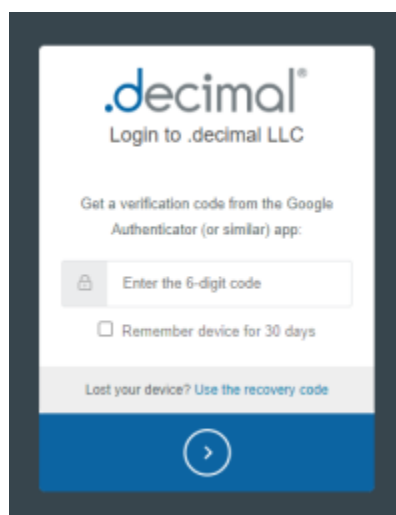 .decimal®
Login to .decimal LLC
Get a verification code from the Google
Authenticator (or similar) app:
Enter the 6-digit code
Remember device for 30 days
Lost your device? Use the recovery code